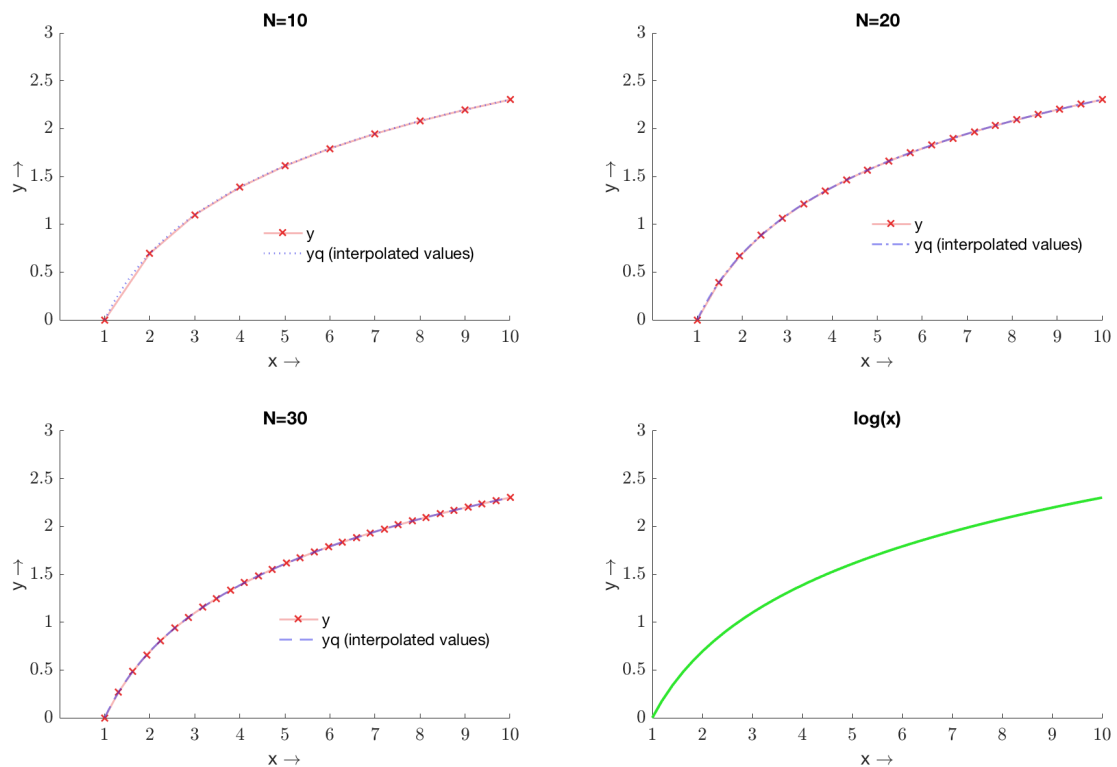 N=10
3
2.5
2
1.5
1
0.5
0
y →
y
yq (interpolated values)
1 2 3 4 5 6 7 8 9 10
x →
N=20
3
2.5
2
1.5
1
0.5
0
y →
y
yq (interpolated values)
1 2 3 4 5 6 7 8 9 10
x →
N=30
3
2.5
2
1.5
1
0.5
0
y →
y
yq (interpolated values)
1 2 3 4 5 6 7 8 9 10
x →
log(x)
3
2.5
2
1.5
1
0.5
0
y →
1 2 3 4 5 6 7 8 9 10
x →